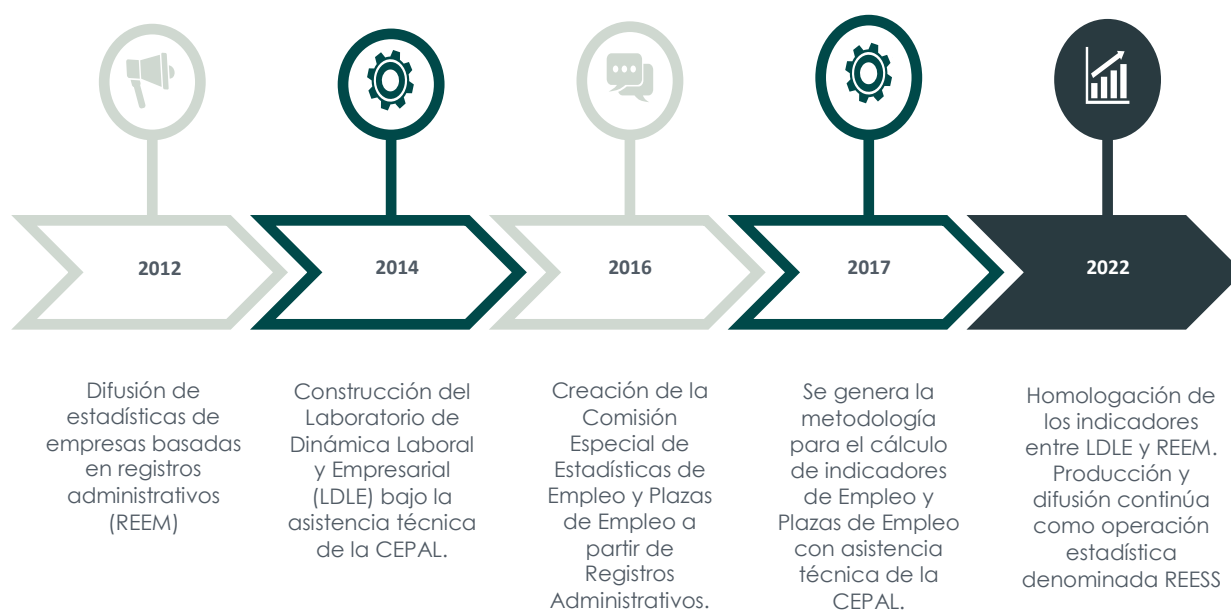 2012
2014
2016
2017
2022
Difusión de
estadísticas de
empresas basadas
en registros
administrativos
(REEM)
Construcción del
Laboratorio de
Dinámica Laboral
y Empresarial
(LDLE) bajo la
asistencia técnica
de la CEPAL.
Creación de la
Comisión
Especial de
Estadísticas de
Empleo y Plazas
de Empleo a
partir de
Registros
Administrativos.
Se genera la
metodología
para el cálculo
de indicadores
de Empleo y
Plazas de Empleo
con asistencia
técnica de la
CEPAL.
Homologación de
los indicadores
entre LDLE y REEM.
Producción y
difusión continúa
como operación
estadística
denominada REESS